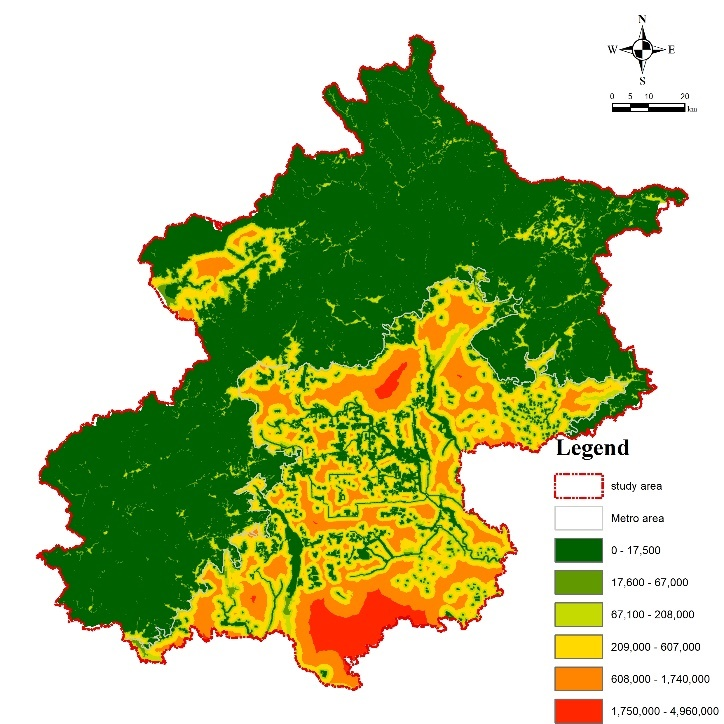 N
W E
S
0 5 10 20
km
Legend
study area
Metro area
0 - 17,500
17,600 - 67,000
67,100 - 208,000
209,000 - 607,000
608,000 - 1,740,000
1,750,000 - 4,960,000